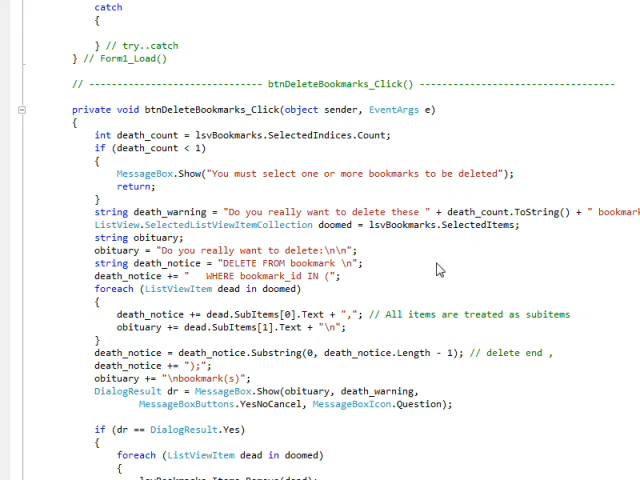 catch
{
} // try..catch
} // Form1_Load()
// ------------------------------- btnDeleteBookmarks_Click() -----------------------------------
private void btnDeleteBookmarks_Click(object sender, EventArgs e)
{
int death_count = lsvBookmarks.SelectedIndices.Count;
if (death_count < 1)
{
MessageBox.Show("You must select one or more bookmarks to be deleted");
return;
}
string death_warning = "Do you really want to delete these " + death_count.ToString() + " bookmar
ListView.SelectedListViewItemCollection doomed = lsvBookmarks.SelectedItems;
string obituary;
obituary = "Do you really want to delete:\n\n";
string death_notice = "DELETE FROM bookmark \n";
death_notice += "   WHERE bookmark_id IN (";
foreach (ListViewItem dead in doomed)
{
death_notice += dead.SubItems[0].Text + ","; // All items are treated as subitems
obituary += dead.SubItems[1].Text + "\n";
}
death_notice = death_notice.Substring(0, death_notice.Length - 1); // delete end ,
death_notice += ");";
obituary += "\nbookmark(s)";
DialogResult dr = MessageBox.Show(obituary, death_warning,
MessageBoxButtons.YesNoCancel, MessageBoxIcon.Question);
if (dr == DialogResult.Yes)
{
foreach (ListViewItem dead in doomed)
{
lsvBookmarks.Items.Remove(dead);